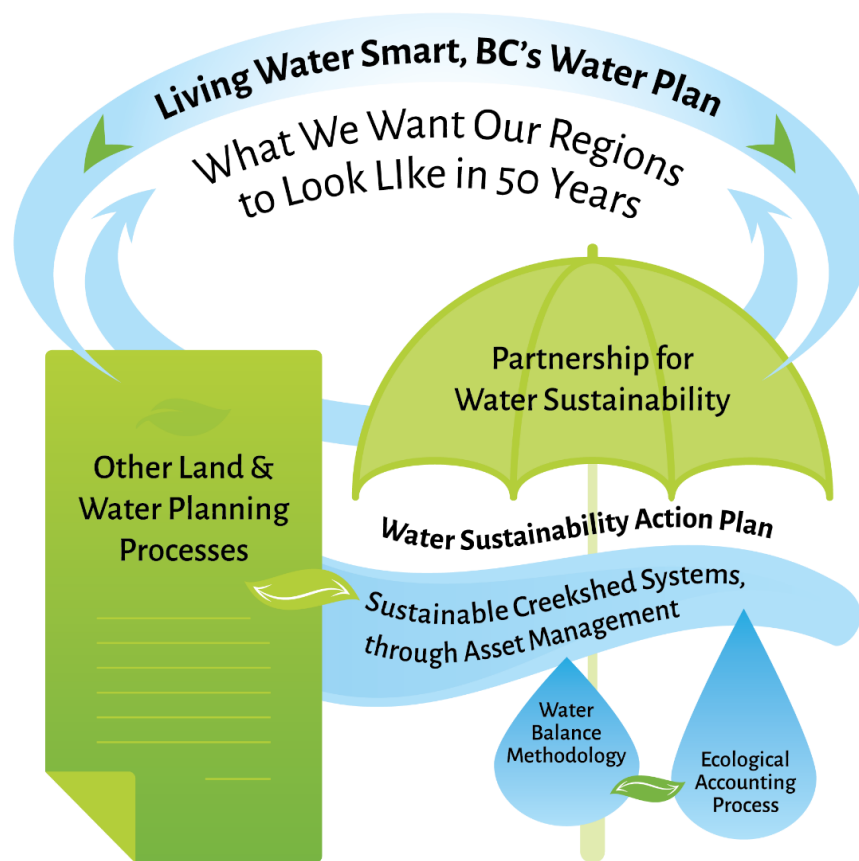 Living Water Smart, BC's Water Plan
What We Want Our Regions
to Look LIke in 50 Years
Partnership for
Water Sustainability
Other Land &
Water Planning
Processes
Water Sustainability Action Plan
Sustainable Creekshed Systems,
through Asset Management
Water
Balance
Methodology
Ecological
Accounting
Process